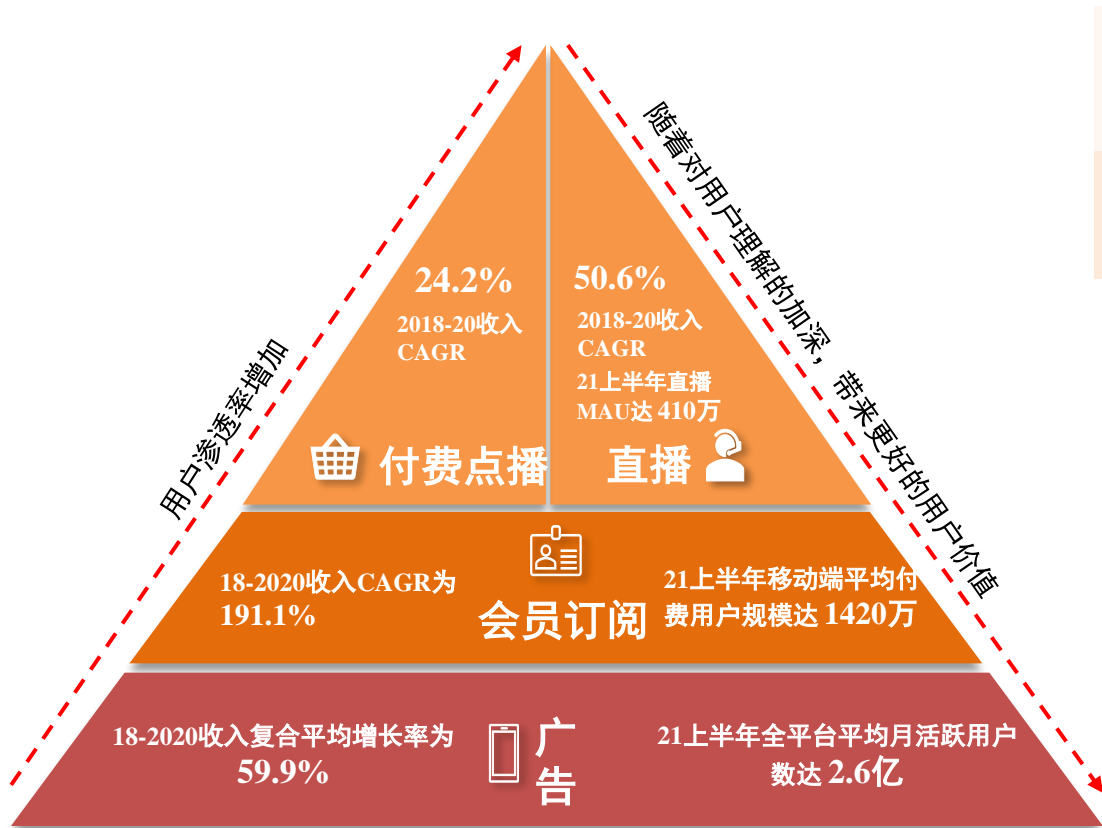 随着对用户理解的加深，带来更好的用户价值
用户渗透率增加
24.2%
2018-20收入
CAGR
付费点播
50.6%
2018-20收入
CAGR
21上半年直播
MAU达 410万
直播
18-2020收入CAGR为
191.1%
会员订阅
21上半年移动端平均付
费用户规模达 1420万
18-2020收入复合平均增长率为
59.9%
广
告
21上半年全平台平均月活跃用户
数达 2.6亿